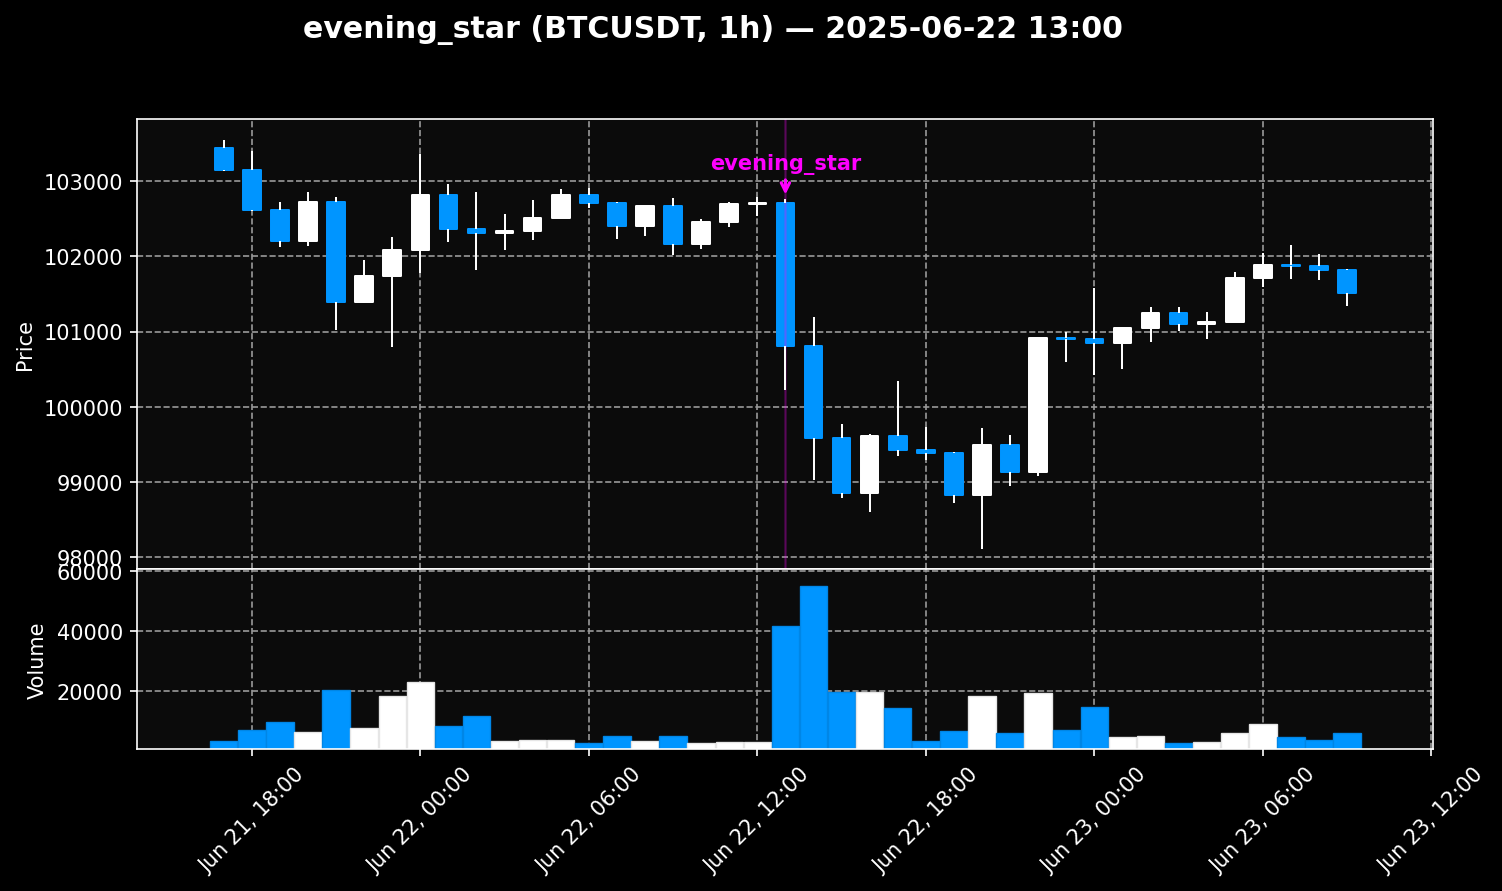 evening_star (BTCUSDT, 1h) — 2025-06-22 13:00
evening_star
Price
103000
102000
101000
100000
99000
98000
Volume
60000
40000
20000
Jun 21, 18:00
Jun 22, 00:00
Jun 22, 06:00
Jun 22, 12:00
Jun 22, 18:00
Jun 23, 00:00
Jun 23, 06:00
Jun 23, 12:00